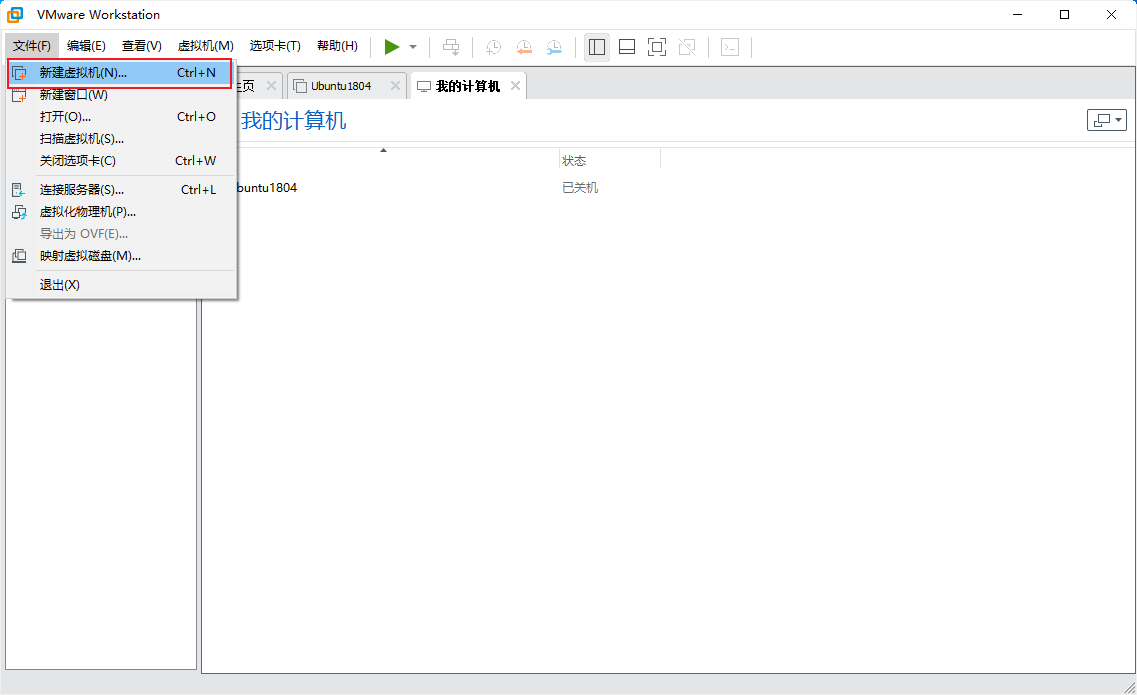 VMware Workstation
文件(F) 编辑(E) 查看(V) 虚拟机(M) 选项卡(T) 帮助(H)
新建虚拟机(N)... Ctrl+N
新建窗口(W)
打开(O)... Ctrl+O
扫描虚拟机(S)...
关闭选项卡(C) Ctrl+W
连接服务器(S)... Ctrl+L
虚拟化物理机(P)...
导出为 OVF(E)...
映射虚拟磁盘(M)...
退出(X)
主页 Ubuntu1804 我的计算机
我的计算机
状态
buntu1804 已关机